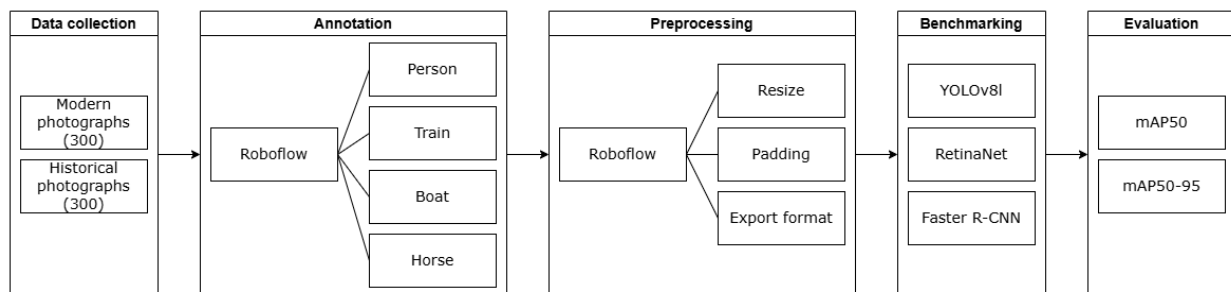 Data collection
Modern
photographs
(300)
Historical
photographs
(300)
Annotation
Roboflow
Person
Train
Boat
Horse
Preprocessing
Roboflow
Resize
Padding
Export format
Benchmarking
YOLOv8l
RetinaNet
Faster R-CNN
Evaluation
mAP50
mAP50-95